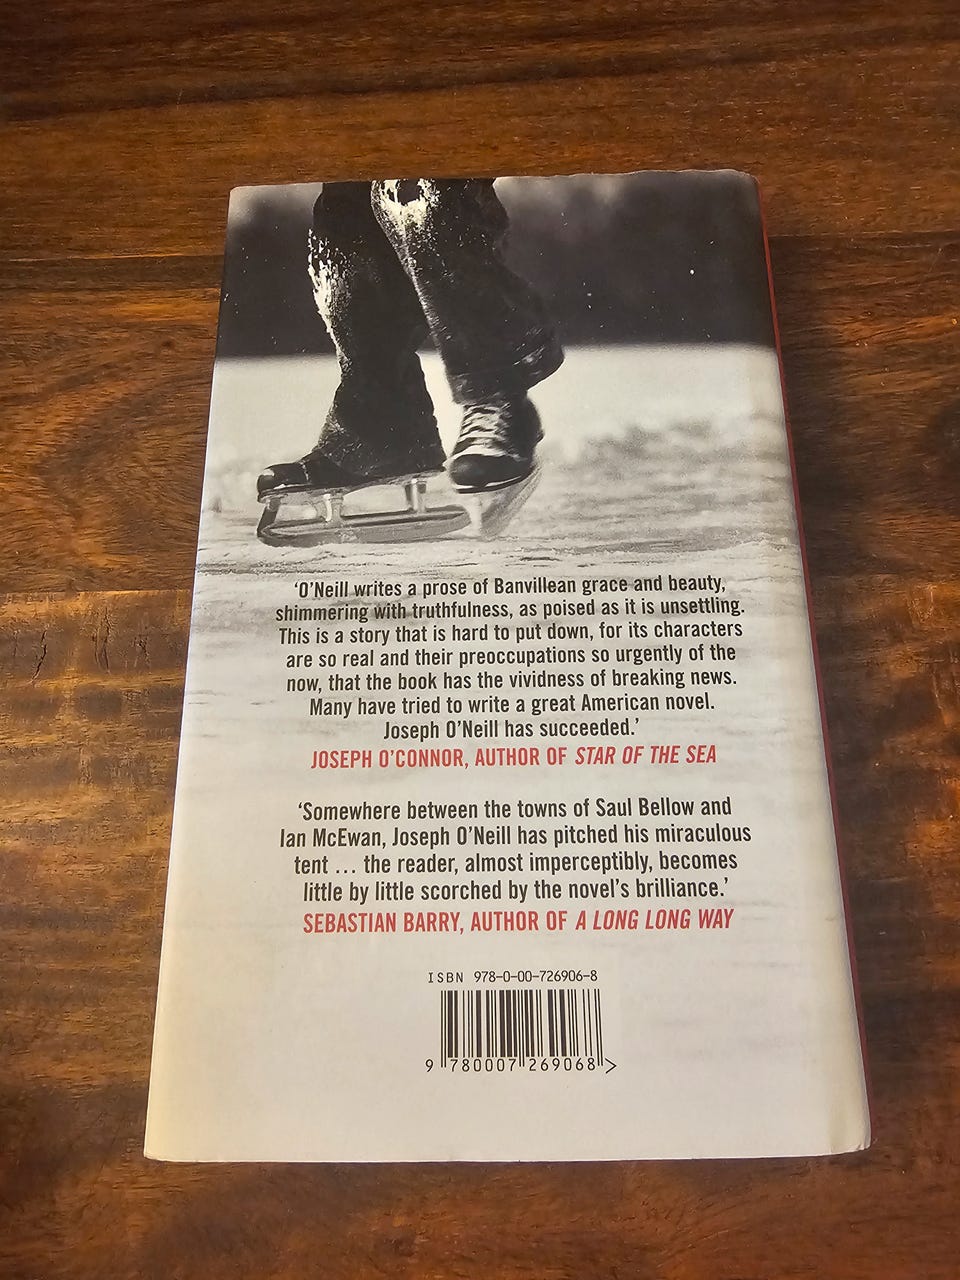 ‘O’Neill writes a prose of Banvillean grace and beauty,
shimmering with truthfulness, as poised as it is unsettling.
This is a story that is hard to put down, for its characters
are so real and their preoccupations so urgently of the
now, that the book has the vividness of breaking news.
Many have tried to write a great American novel.
Joseph O’Neill has succeeded.’
JOSEPH O’CONNOR, AUTHOR OF STAR OF THE SEA
‘Somewhere between the towns of Saul Bellow and
Ian McEwan, Joseph O’Neill has pitched his miraculous
tent ... the reader, almost imperceptibly, becomes
little by little scorched by the novel’s brilliance.’
SEBASTIAN BARRY, AUTHOR OF A LONG LONG WAY
ISBN 978-0-00-726906-8
9 780007 269068 >